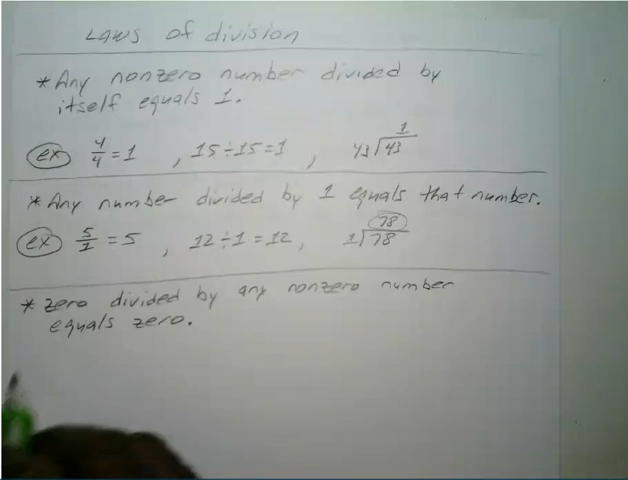 Laws of division
* Any nonzero number divided by
itself equals 1.
ex 4/4 = 1 , 15 ÷ 15 = 1 , 43⟌43 1
* Any number divided by 1 equals that number.
ex 5/1 = 5 , 12 ÷ 1 = 12 , 1⟌78 78
* zero divided by any nonzero number
equals zero.